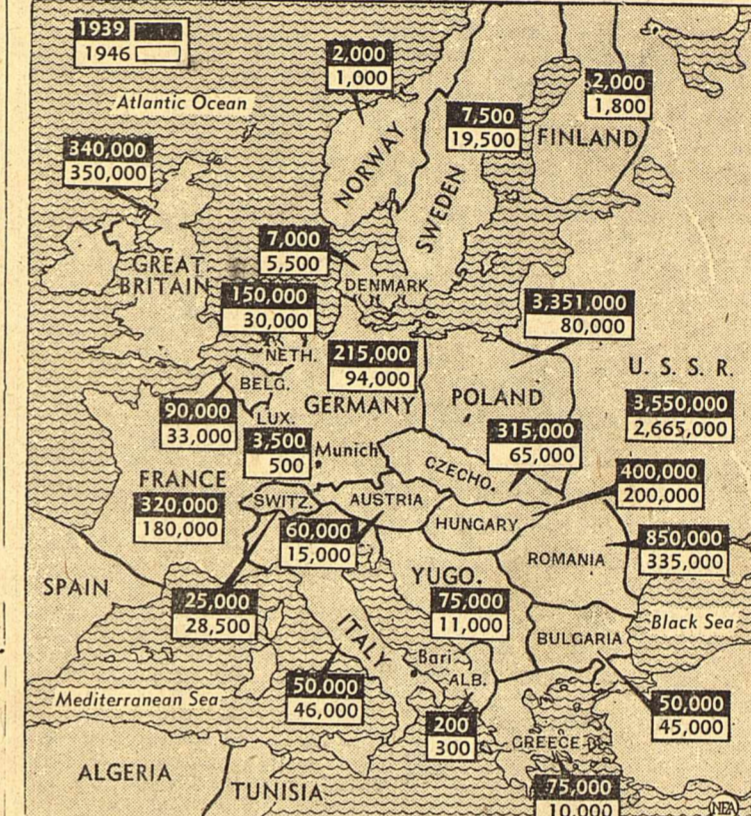 1939
1946
2,000
1,000
2,000
1,800
Atlantic Ocean
7,500
19,500
FINLAND
340,000
350,000
NORWAY
SWEDEN
7,000
5,500
GREAT
BRITAIN
DENMARK
150,000
30,000
3,351,000
80,000
NETH.
215,000
94,000
U. S. S. R.
BELG.
POLAND
GERMANY
3,550,000
2,665,000
90,000
33,000
LUX.
3,500
500
Munich
315,000
65,000
CZECHO.
400,000
200,000
FRANCE
320,000
180,000
SWITZ.
AUSTRIA
HUNGARY
60,000
15,000
850,000
335,000
ROMANIA
SPAIN
YUGO.
25,000
28,500
75,000
11,000
ITALY
Black Sea
BULGARIA
Bari
ALB.
50,000
46,000
Mediterranean Sea
50,000
45,000
200
300
GREECE
ALGERIA
TUNISIA
75,000
10,000
NEA